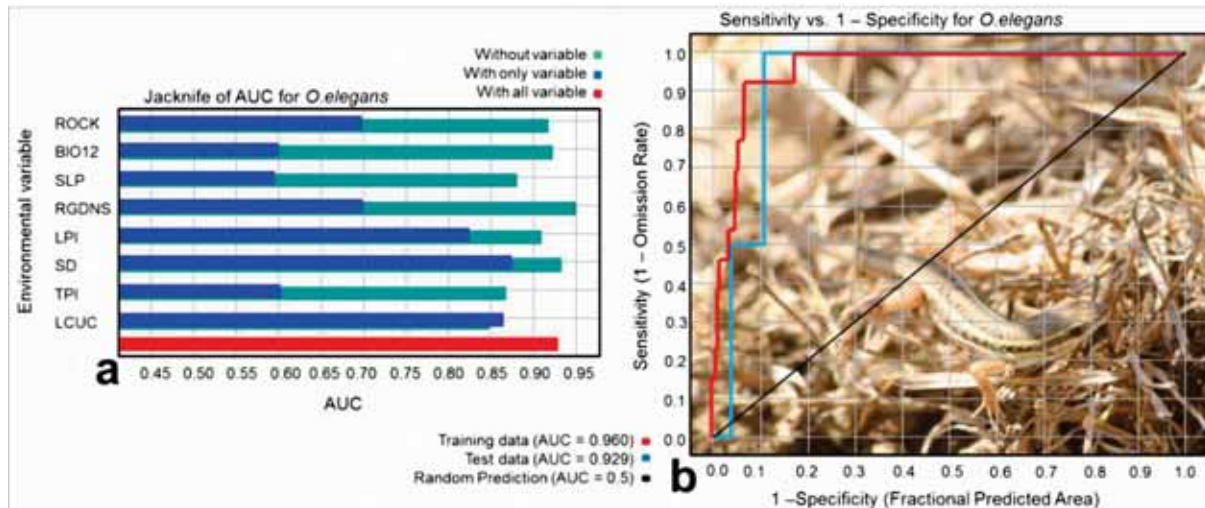 Without variable
With only variable
With all variable
Jacknife of AUC for O.elegans
Environmental variable
ROCK
BIO12
SLP
RGDNS
LPI
SD
TPI
LCUC
0.45 0.50 0.55 0.60 0.65 0.70 0.75 0.80 0.85 0.90 0.95
AUC
a
Sensitivity vs. 1 – Specificity for O.elegans
Sensitivity (1 – Omission Rate)
1.0
0.9
0.8
0.7
0.6
0.5
0.4
0.3
0.2
0.1
0.0
0.0 0.1 0.2 0.3 0.4 0.5 0.6 0.7 0.8 0.9 1.0
1 –Specificity (Fractional Predicted Area)
Training data (AUC = 0.960)
Test data (AUC = 0.929)
Random Prediction (AUC = 0.5)
b